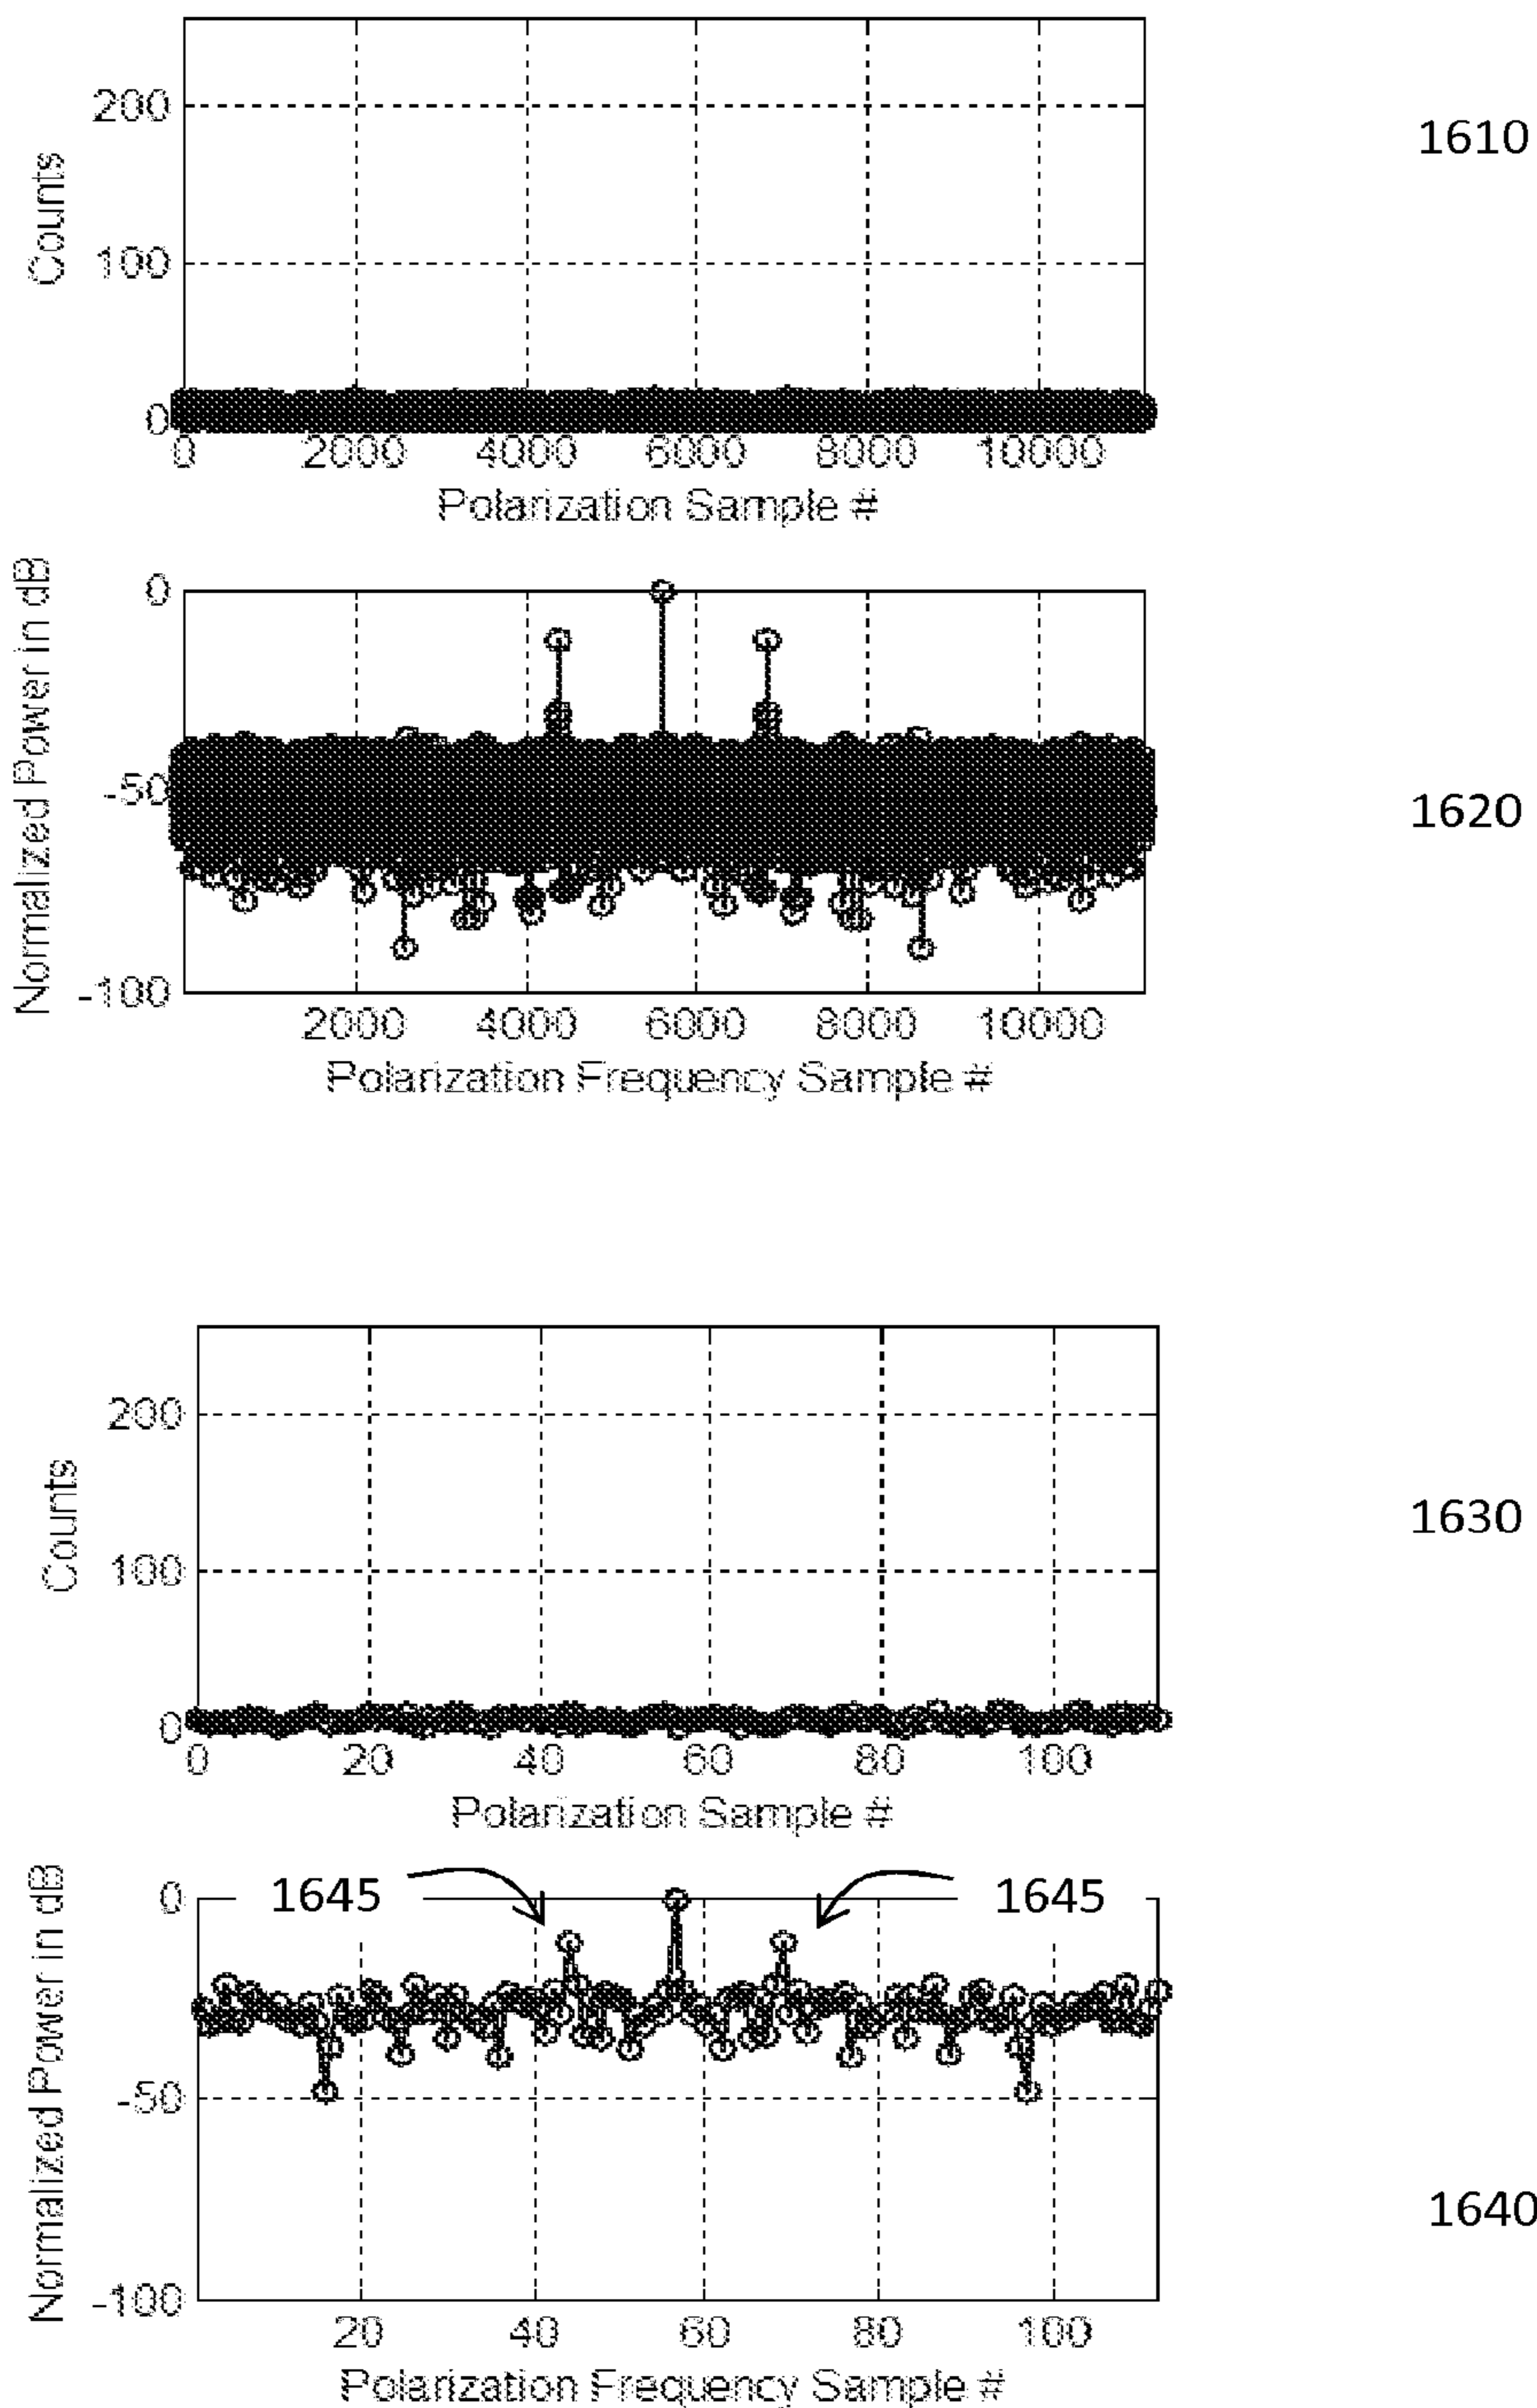 200
100
0
Counts
0 2000 4000 6000 8000 10000
Polarization Sample #
1610
0
-50
-100
Normalized Power in dB
2000 4000 6000 8000 10000
Polarization Frequency Sample #
1620
200
100
0
Counts
0 20 40 60 80 100
Polarization Sample #
1630
1645 1645
0
-50
-100
Normalized Power in dB
20 40 60 80 100
Polarization Frequency Sample #
1640